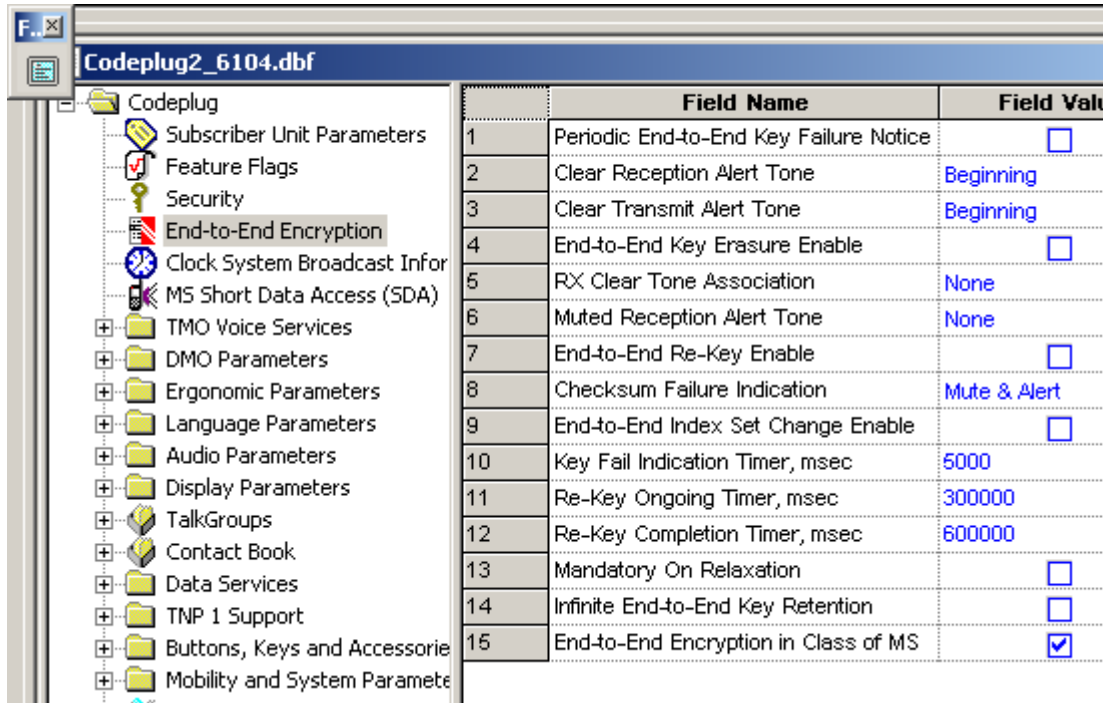 F..
Codeplug2_6104.dbf
Codeplug
Subscriber Unit Parameters
Feature Flags
Security
End-to-End Encryption
Clock System Broadcast Infor
MS Short Data Access (SDA)
TMO Voice Services
DMO Parameters
Ergonomic Parameters
Language Parameters
Audio Parameters
Display Parameters
TalkGroups
Contact Book
Data Services
TNP 1 Support
Buttons, Keys and Accessorie
Mobility and System Paramete
Field Name Field Valu
1 Periodic End-to-End Key Failure Notice
2 Clear Reception Alert Tone Beginning
3 Clear Transmit Alert Tone Beginning
4 End-to-End Key Erasure Enable
5 RX Clear Tone Association None
6 Muted Reception Alert Tone None
7 End-to-End Re-Key Enable
8 Checksum Failure Indication Mute & Alert
9 End-to-End Index Set Change Enable
10 Key Fail Indication Timer, msec 5000
11 Re-Key Ongoing Timer, msec 300000
12 Re-Key Completion Timer, msec 600000
13 Mandatory On Relaxation
14 Infinite End-to-End Key Retention
15 End-to-End Encryption in Class of MS